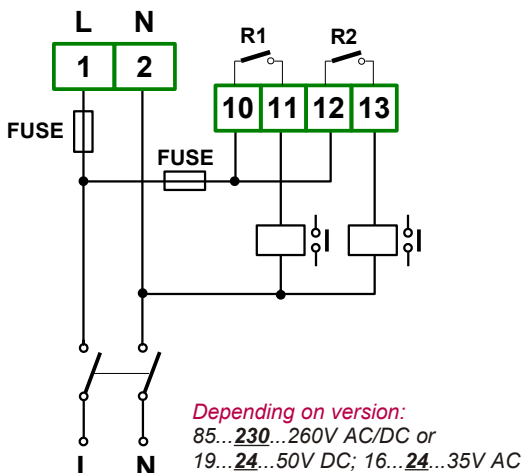 L N
R1 R2
1 2
10 11 12 13
FUSE
FUSE
Depending on version:
85...230...260V AC/DC or
19...24...50V DC; 16...24...35V AC
L N